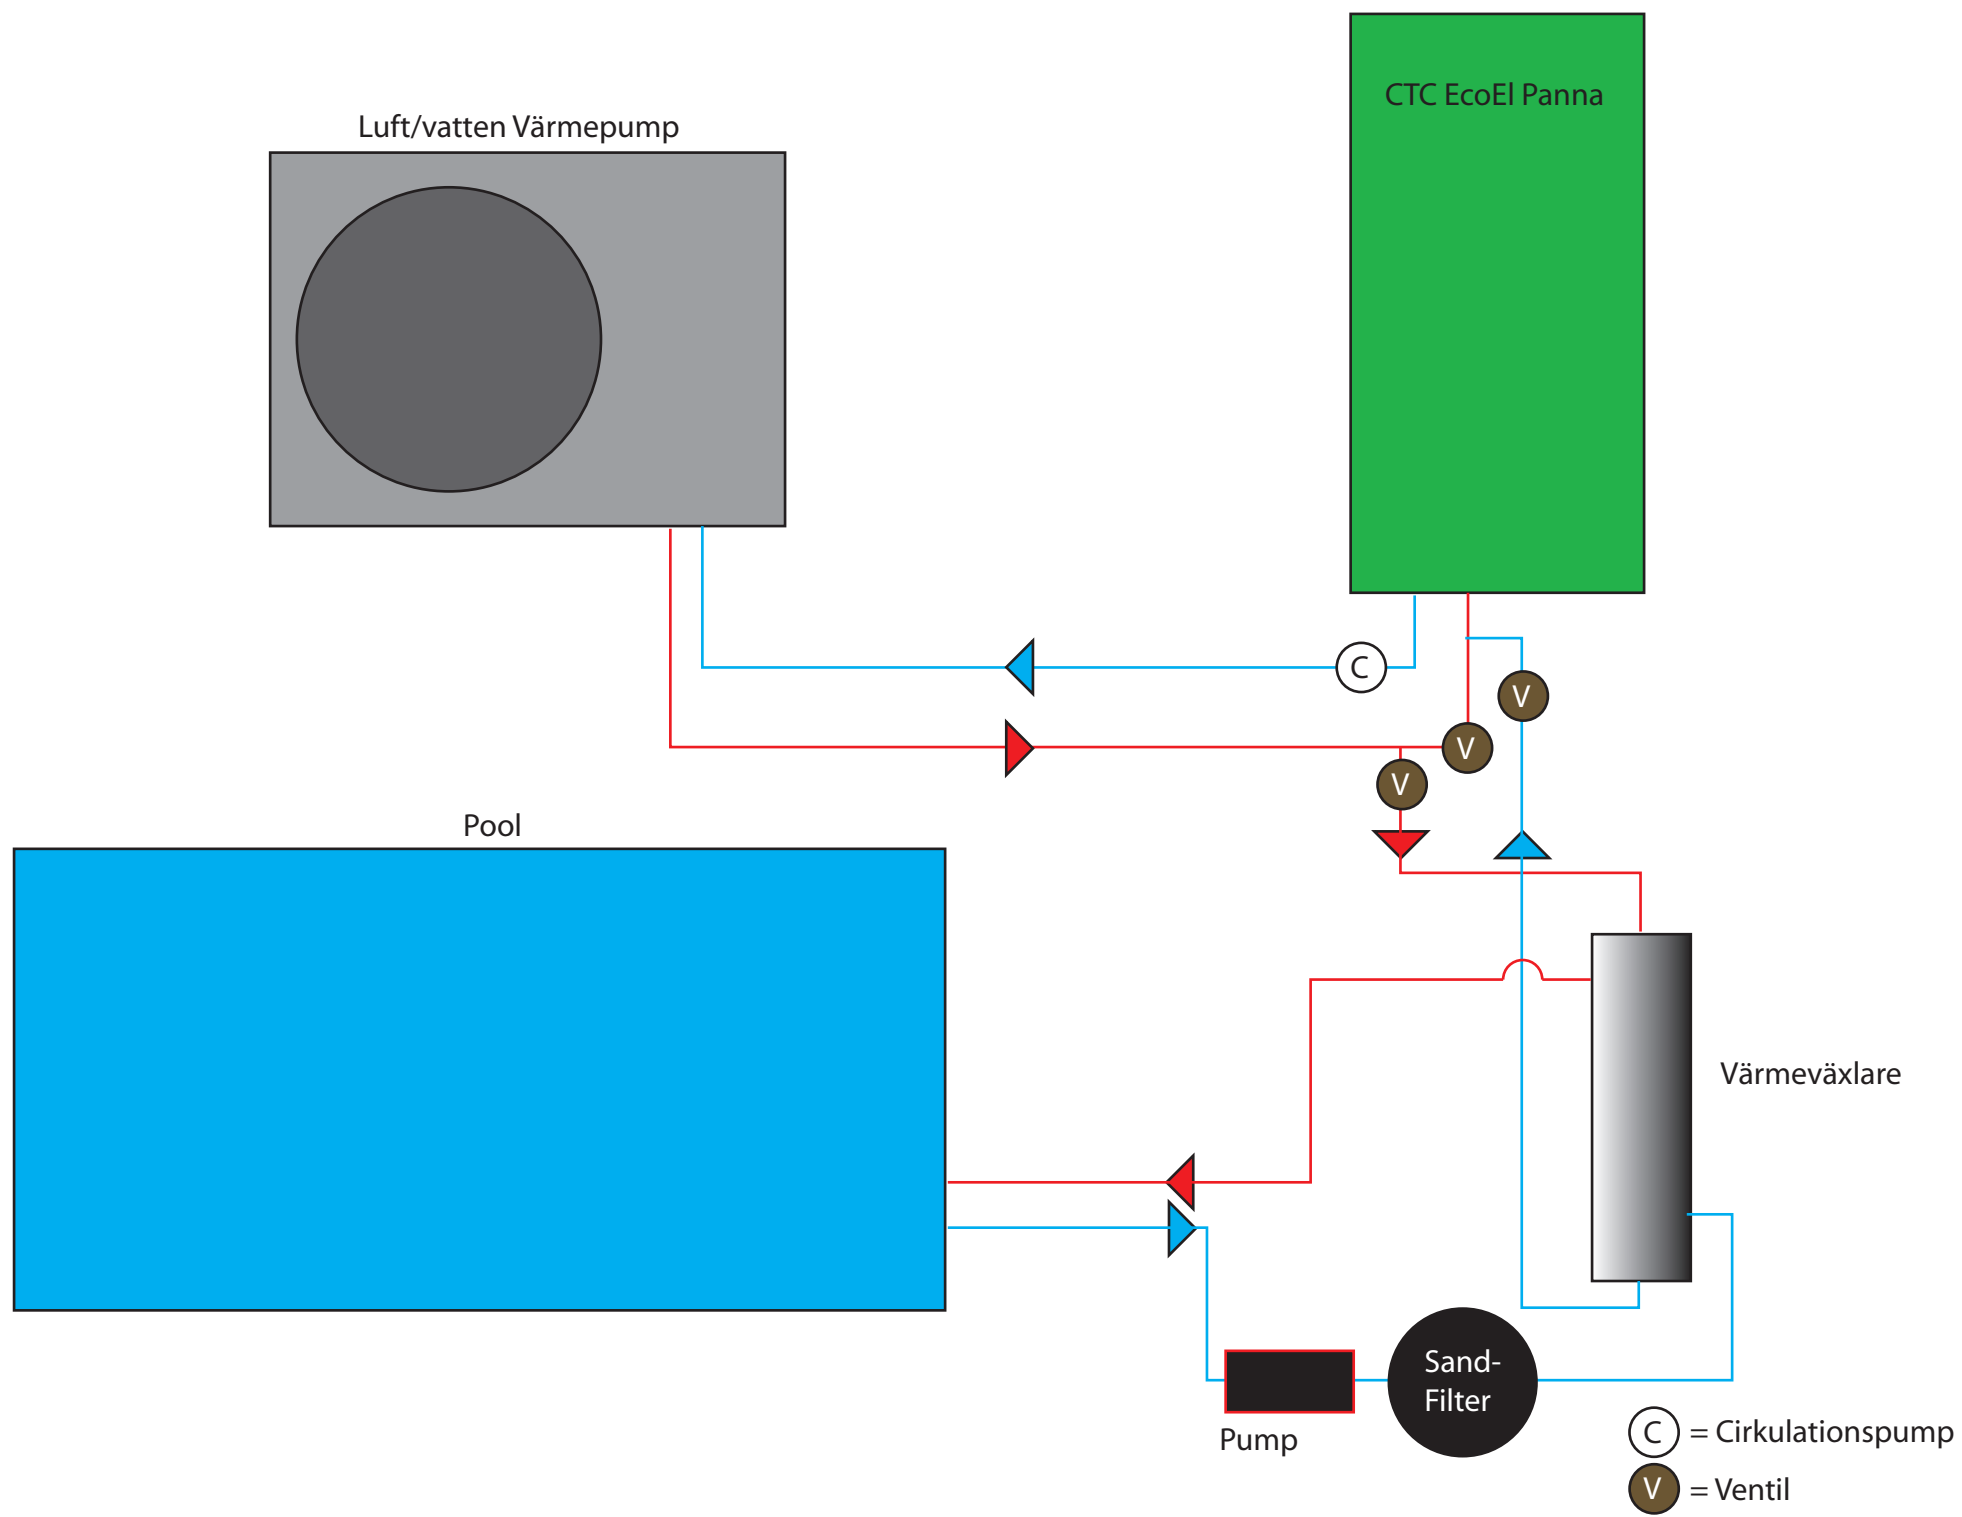 CTC EcoEl Panna
Luft/vatten Värmepump
C
V
V
V
Pool
Värmeväxlare
Sand-
Filter
Pump
C = Cirkulationspump
V = Ventil